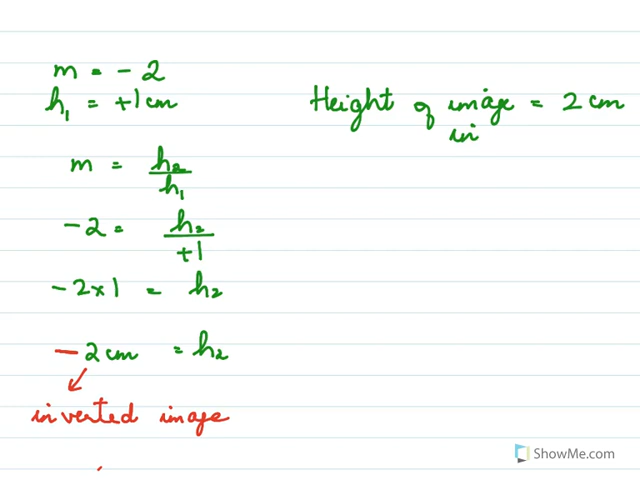 m = - 2
h₁ = +1 cm
m = h₂/h₁
-2 = h₂/+1
-2×1 = h₂
- 2 cm = h₂
inverted image
Height of image = 2 cm
in
ShowMe.com